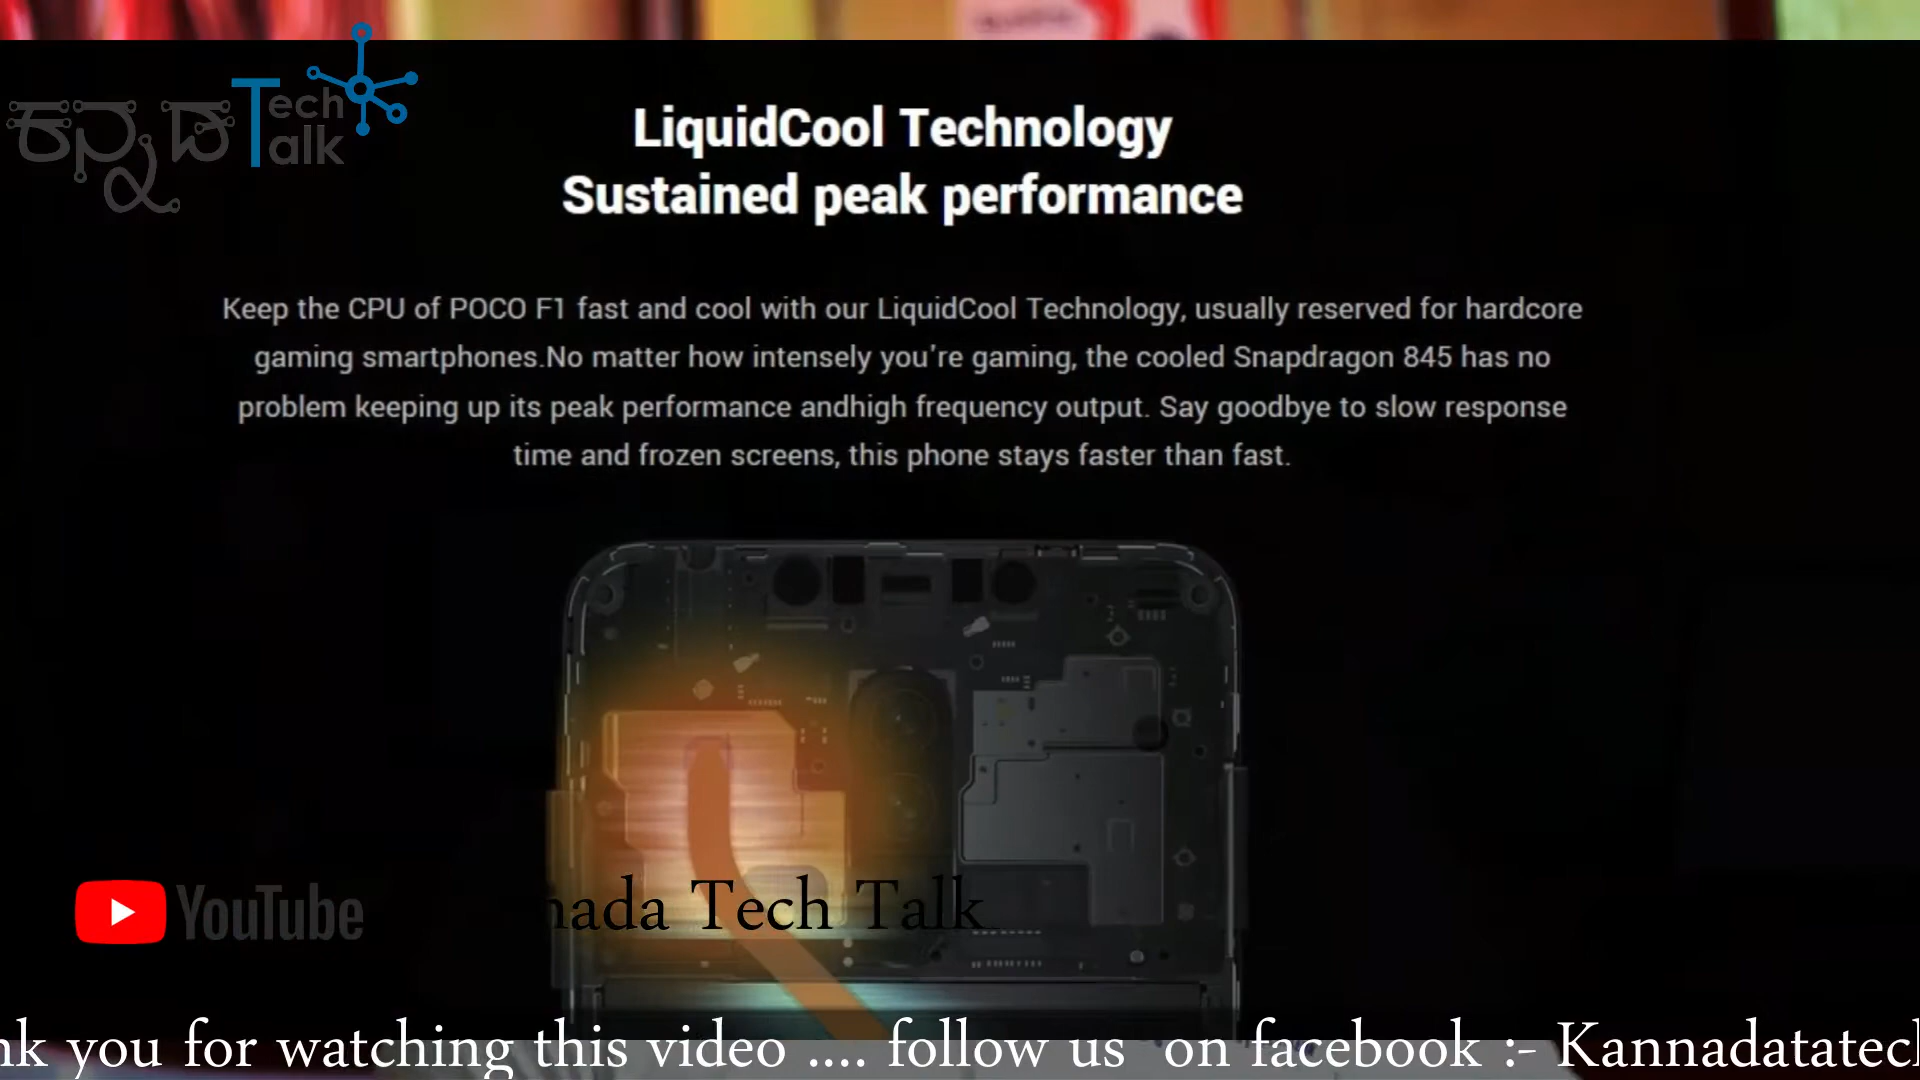 ಕನ್ನಡ Tech Talk
LiquidCool Technology
Sustained peak performance
Keep the CPU of POCO F1 fast and cool with our LiquidCool Technology, usually reserved for hardcore
gaming smartphones.No matter how intensely you're gaming, the cooled Snapdragon 845 has no
problem keeping up its peak performance andhigh frequency output. Say goodbye to slow response
time and frozen screens, this phone stays faster than fast.
YouTube
nada Tech Talk
nk you for watching this video .... follow us on facebook :- Kannadatatecl